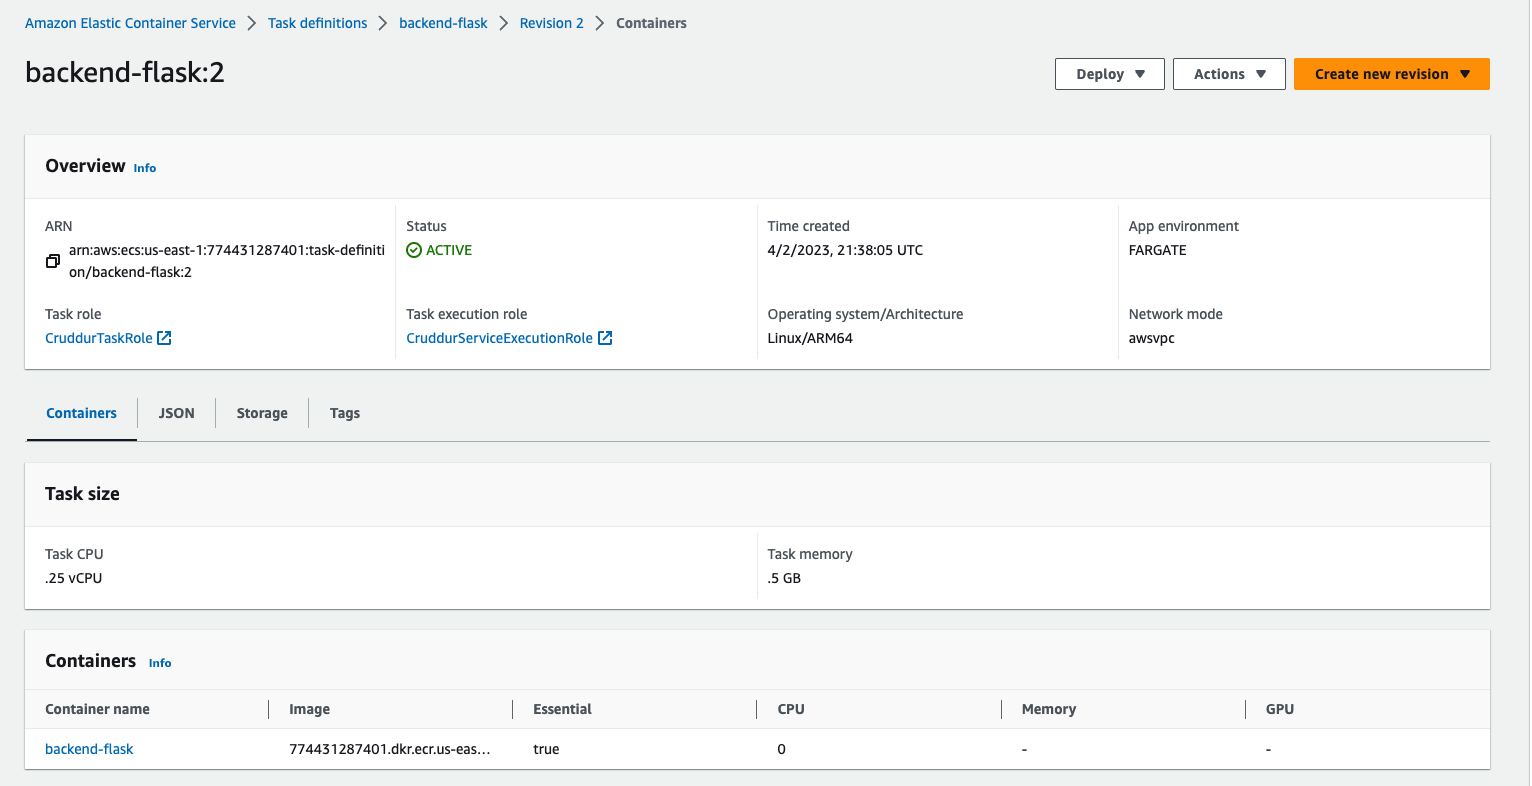 Amazon Elastic Container Service > Task definitions > backend-flask > Revision 2 > Containers
backend-flask:2
Deploy ▼ Actions ▼ Create new revision ▼
Overview Info
ARN
arn:aws:ecs:us-east-1:774431287401:task-definiti
on/backend-flask:2
Status
ACTIVE
Time created
4/2/2023, 21:38:05 UTC
App environment
FARGATE
Task role
CruddurTaskRole
Task execution role
CruddurServiceExecutionRole
Operating system/Architecture
Linux/ARM64
Network mode
awsvpc
Containers JSON Storage Tags
Task size
Task CPU
.25 vCPU
Task memory
.5 GB
Containers Info
Container name Image Essential CPU Memory GPU
backend-flask 774431287401.dkr.ecr.us-eas... true 0 - -